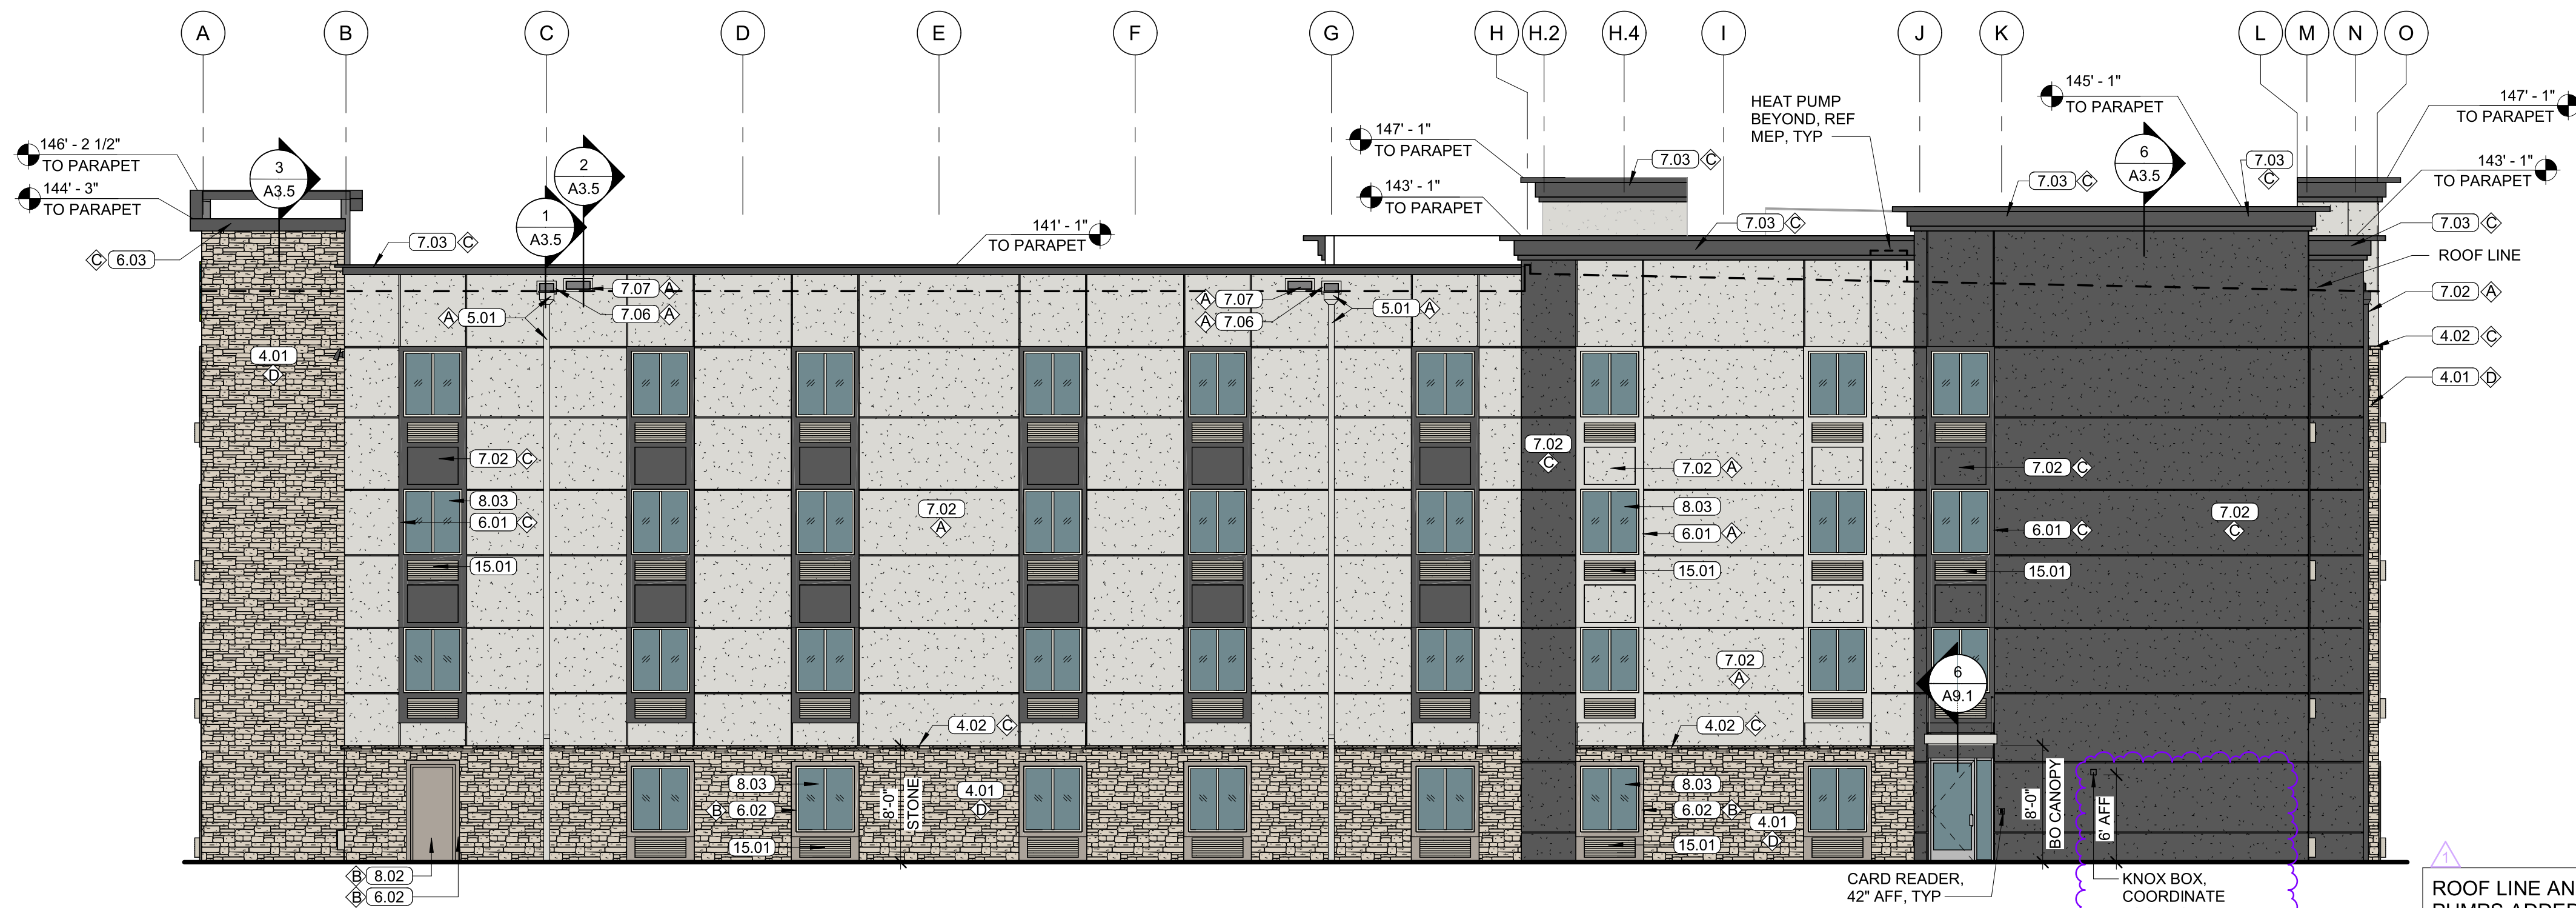 A B C D E F G H H.2 H.4 I J K L M N O
146' - 2 1/2"
TO PARAPET
144' - 3"
TO PARAPET
3
A3.5
2
A3.5
1
A3.5
141' - 1"
TO PARAPET
147' - 1"
TO PARAPET
143' - 1"
TO PARAPET
HEAT PUMP
BEYOND, REF
MEP, TYP
145' - 1"
TO PARAPET
6
A3.5
147' - 1"
TO PARAPET
143' - 1"
TO PARAPET
C 6.03
7.03 C
7.03 C
7.03 C
7.03 C
7.03
C
7.03 C
ROOF LINE
7.02 A
4.02 C
4.01 D
4.01
D
A 5.01
7.07 A
7.06 A
A 7.07
A 7.06
5.01 A
7.02 C
8.03
6.01 C
15.01
7.02
A
7.02
C
7.02 A
8.03
6.01 A
15.01
7.02
A
7.02 C
6.01 C
15.01
7.02
C
6
A9.1
4.02 C
4.02 C
8.03
B 6.02
15.01
8'-0"
STONE
4.01
D
8.03
6.02 B
4.01
D
15.01
8'-0"
BO CANOPY
6' AFF
B 8.02
B 6.02
CARD READER,
42" AFF, TYP
KNOX BOX,
COORDINATE
1
ROOF LINE AN
PUMPS ADDED